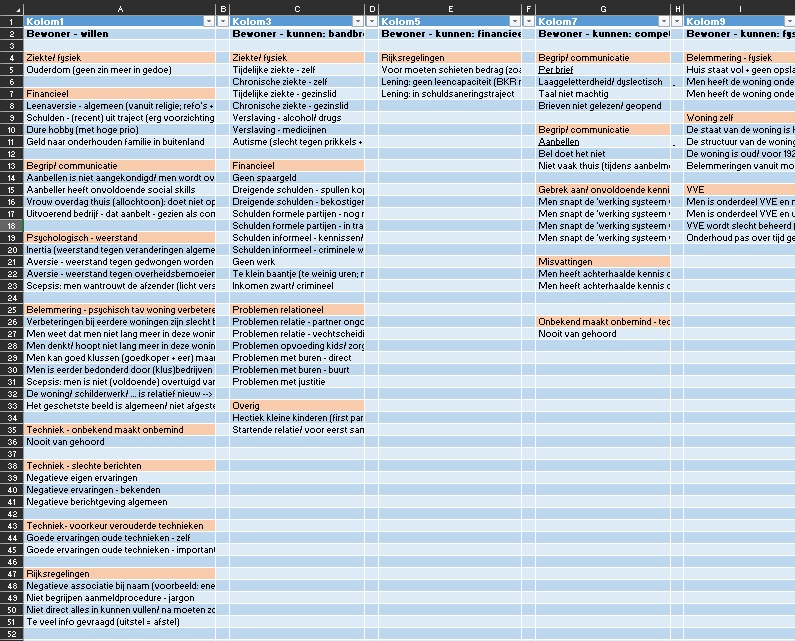 A B C D E F G H I
1 Kolom1 Kolom3 Kolom5 Kolom7 Kolom9
2 Bewoner - willen Bewoner - kunnen: bandbr Bewoner - kunnen: financiee Bewoner - kunnen: compet Bewoner - kunnen: fys
3
4 Ziekte/ fysiek Ziekte/ fysiek Rijksregelingen Begrip/ communicatie Belemmering - fysiek
5 Ouderdom (geen zin meer in gedoe) Tijdelijke ziekte - zelf Voor moeten schieten bedrag (zoa Per brief Huis staat vol + geen opsla
6 Chronische ziekte - zelf Lening: geen leencapaciteit (BKR r Laaggeletterdheid/ dyslectisch Men heeft de woning onde
7 Financieel Tijdelijke ziekte - gezinslid Lening: in schuldsaneringstraject Taal niet machtig Men heeft de woning onde
8 Leenaversie - algemeen (vanuit religie; refo's + Chronische ziekte - gezinslid Brieven niet gelezen/ geopend
9 Schulden - (recent) uit traject (erg voorzichting Verslaving - alcohol/ drugs Woning zelf
10 Dure hobby (met hoge prio) Verslaving - medicijnen Begrip/ communicatie De staat van de woning is
11 Geld naar onderhouden familie in buitenland Autisme (slecht tegen prikkels + Aanbellen De structuur van de woning
12 Bel doet het niet De woning is oud/ voor 192
13 Begrip/ communicatie Financieel Niet vaak thuis (tijdens aanbelm Belemmeringen vanuit mo
14 Aanbellen is niet aangekondigd/ men wordt ov Geen spaargeld
15 Aanbeller heeft onvoldoende social skills Dreigende schulden - spullen kop Gebrek aan/ onvoldoende kenni VVE
16 Vrouw overdag thuis (allochtoon): doet niet op Dreigende schulden - bekostiger Men snapt de 'werking systeem Men is onderdeel VVE en n
17 Uitvoerend bedrijf - dat aanbelt - gezien als con Schulden formele partijen - nog r Men snapt de 'werking systeem Men is onderdeel VVE en u
18 Schulden formele partijen - in tra Men snapt de 'werking systeem VVE wordt slecht beheerd (
19 Psychologisch - weerstand Schulden informeel - kennissen/ Men snapt de 'werking systeem Onderhoud pas over tijd ge
20 Inertia (weerstand tegen veranderingen algeme Schulden informeel - criminele w
21 Aversie - weerstand tegen gedwongen worden Geen werk Misvattingen
22 Aversie - weerstand tegen overheidsbemoeier Te klein baantje (te weinig uren; r Men heeft achterhaalde kennis c
23 Scepsis: men wantrouwt de afzender (licht vers Inkomen zwart/ crimineel Men heeft achterhaalde kennis c
24
25 Belemmering - psychisch tav woning verbetere Problemen relationeel
26 Verbeteringen bij eerdere woningen zijn slecht b Problemen relatie - partner ongo Onbekend maakt onbemind - tec
27 Men weet dat men niet lang meer in deze wonin Problemen relatie - vechtscheidi Nooit van gehoord
28 Men denkt/ hoopt niet lang meer in deze wonin Problemen opvoeding kids/ zorg
29 Men kan goed klussen (goedkoper + eer) maar Problemen met buren - direct
30 Men is eerder bedonderd door (klus)bedrijven Problemen met buren - buurt
31 Scepsis: men is niet (voldoende) overtuigd var Problemen met justitie
32 De woning/ schilderwerk/ ... is relatief nieuw -->
33 Het geschetste beeld is algemeen/ niet afgeste Overig
34 Hectiek kleine kinderen (first par
35 Techniek - onbekend maakt onbemind Startende relatie/ voor eerst san
36 Nooit van gehoord
37
38 Techniek - slechte berichten
39 Negatieve eigen ervaringen
40 Negatieve ervaringen - bekenden
41 Negatieve berichtgeving algemeen
42
43 Techniek- voorkeur verouderde technieken
44 Goede ervaringen oude technieken - zelf
45 Goede ervaringen oude technieken - important
46
47 Rijksregelingen
48 Negatieve associatie bij naam (voorbeeld: ene
49 Niet begrijpen aanmeldprocedure - jargon
50 Niet direct alles in kunnen vullen/ na moeten zo
51 Te veel info gevraagd (uitstel = afstel)
52